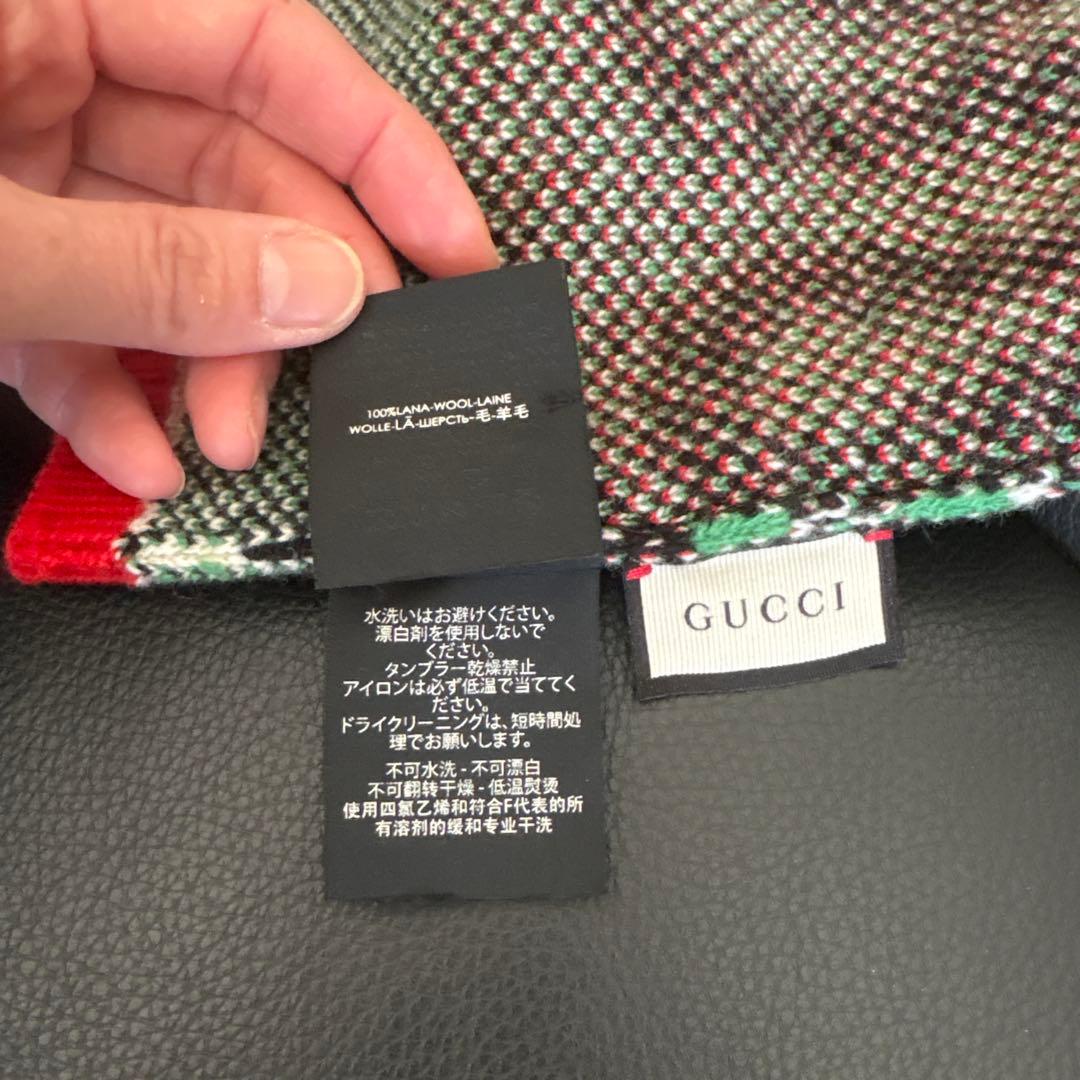 100%LANA-WOOL-LAINE
WOLLE-LÃ-ШЕРСТЬ-毛-羊毛
水洗いはお避けください。
漂白剤を使用しないで
ください。
タンブラー乾燥禁止
アイロンは必ず低温で当ててく
ださい。
ドライクリーニングは、短時間処
理でお願いします。
不可水洗 - 不可漂白
不可翻转干燥 - 低温熨烫
使用四氯乙烯和符合F代表的所
有溶剂的缓和专业干洗
GUCCI